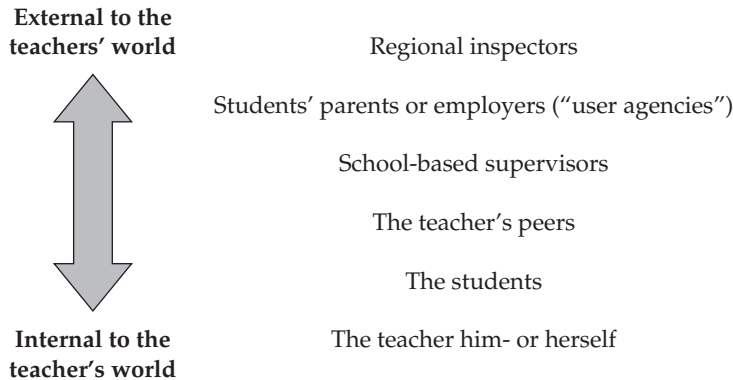 External to the
teachers’ world
Regional inspectors
Students’ parents or employers (“user agencies”)
School-based supervisors
The teacher’s peers
The students
Internal to the
teacher’s world
The teacher him- or herself